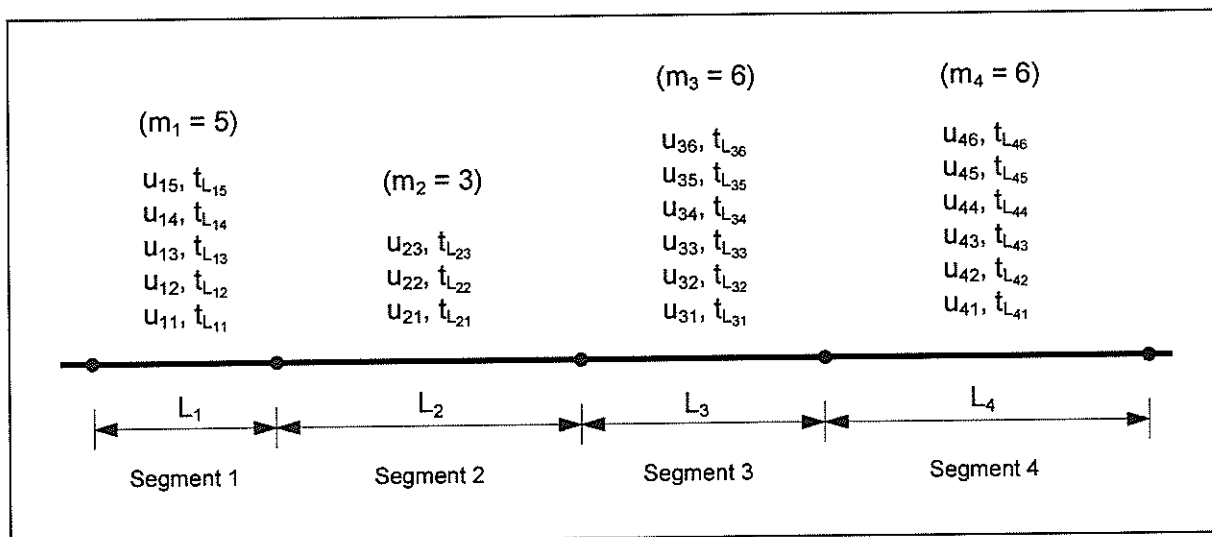 (m₁ = 5)
u₁₅, t_L₁₅
u₁₄, t_L₁₄
u₁₃, t_L₁₃
u₁₂, t_L₁₂
u₁₁, t_L₁₁
(m₂ = 3)
u₂₃, t_L₂₃
u₂₂, t_L₂₂
u₂₁, t_L₂₁
(m₃ = 6)
u₃₆, t_L₃₆
u₃₅, t_L₃₅
u₃₄, t_L₃₄
u₃₃, t_L₃₃
u₃₂, t_L₃₂
u₃₁, t_L₃₁
(m₄ = 6)
u₄₆, t_L₄₆
u₄₅, t_L₄₅
u₄₄, t_L₄₄
u₄₃, t_L₄₃
u₄₂, t_L₄₂
u₄₁, t_L₄₁
L₁
L₂
L₃
L₄
Segment 1
Segment 2
Segment 3
Segment 4